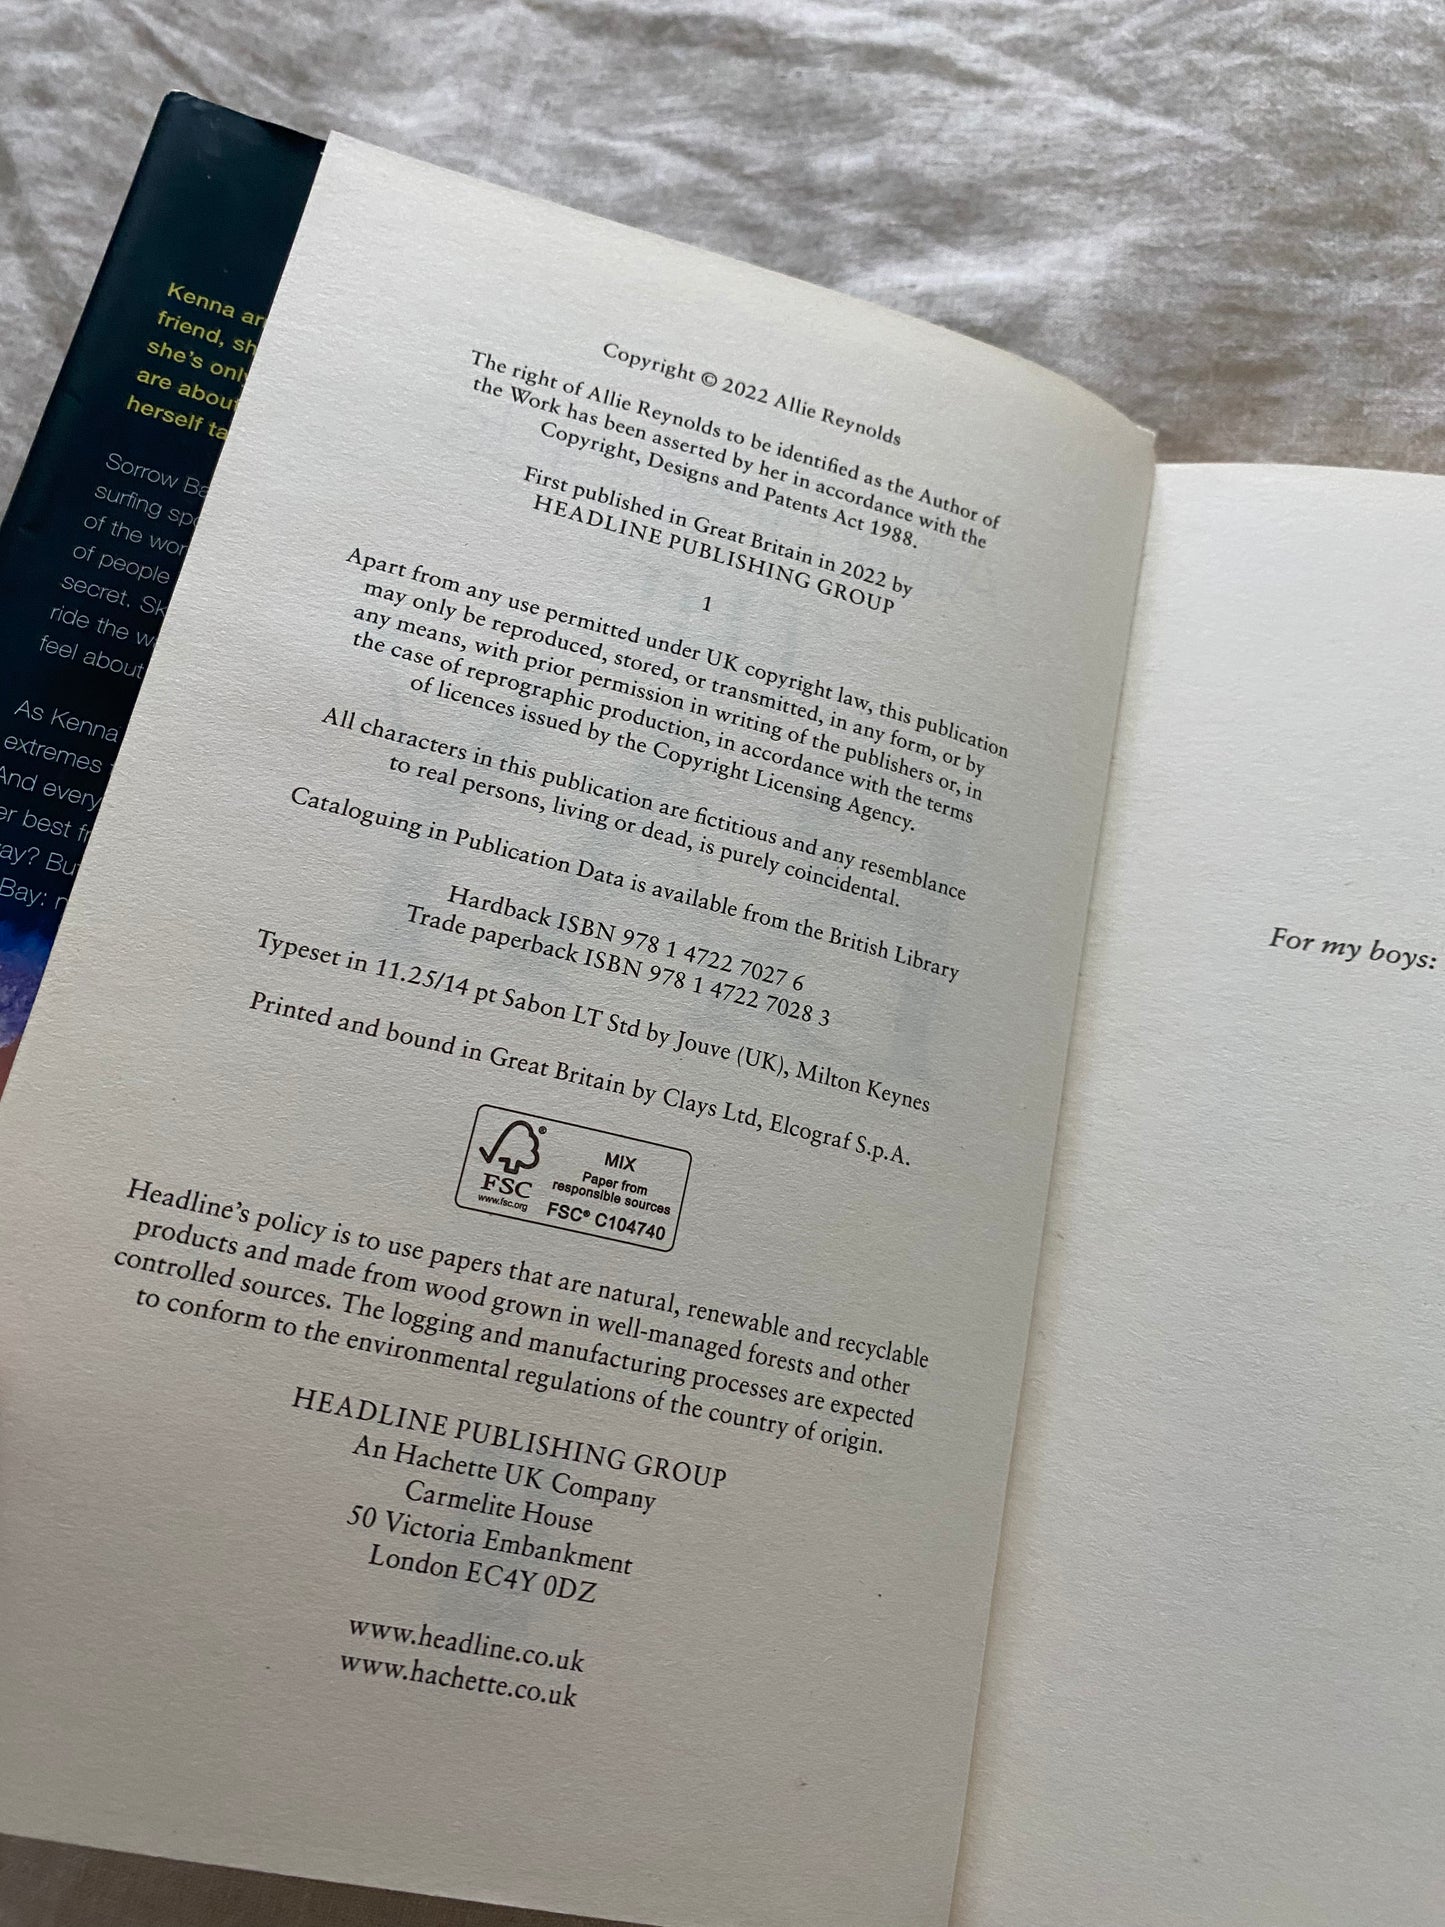 Kenna
friend,
she's
are
herself
Sorrow
surfing
of the
of people
secret.
ride the
feel about
As Kenna
extremes
And every
best
Bay:
Copyright © 2022 Allie Reynolds
The right of Allie Reynolds to be identified as the Author of
the Work has been asserted by her in accordance with the
Copyright, Designs and Patents Act 1988.
First published in Great Britain in 2022 by
HEADLINE PUBLISHING GROUP
1
Apart from any use permitted under UK copyright law, this publication
may only be reproduced, stored, or transmitted, in any form, or by
any means, with prior permission in writing of the publishers or, in
the case of reprographic production, in accordance with the terms
of licences issued by the Copyright Licensing Agency.
All characters in this publication are fictitious and any resemblance
to real persons, living or dead, is purely coincidental.
Cataloguing in Publication Data is available from the British Library
Hardback ISBN 978 1 4722 7027 6
Trade paperback ISBN 978 1 4722 7028 3
Typeset in 11.25/14 pt Sabon LT Std by Jouve (UK), Milton Keynes
Printed and bound in Great Britain by Clays Ltd, Elcograf S.p.A.
FSC
www.fsc.org
MIX
Paper from
responsible sources
FSC® C104740
Headline's policy is to use papers that are natural, renewable and recyclable
products and made from wood grown in well-managed forests and other
controlled sources. The logging and manufacturing processes are expected
to conform to the environmental regulations of the country of origin.
HEADLINE PUBLISHING GROUP
An Hachette UK Company
Carmelite House
50 Victoria Embankment
London EC4Y 0DZ
www.headline.co.uk
www.hachette.co.uk
For my boys: